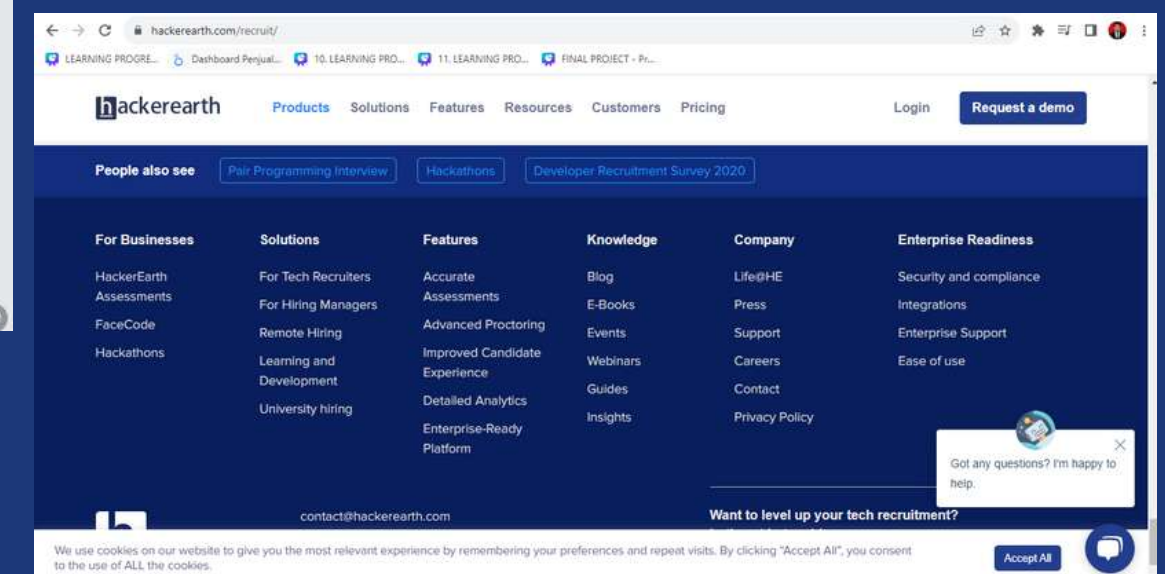 hackerearth.com/recruit/
LEARNING PROGRE... Dashboard Penjual... 10. LEARNING PRO... 11. LEARNING PRO... FINAL PROJECT - Pr...
hackerearth Products Solutions Features Resources Customers Pricing Login Request a demo
People also see Pair Programming Interview Hackathons Developer Recruitment Survey 2020
For Businesses
HackerEarth
Assessments
FaceCode
Hackathons
Solutions
For Tech Recruiters
For Hiring Managers
Remote Hiring
Learning and
Development
University hiring
Features
Accurate
Assessments
Advanced Proctoring
Improved Candidate
Experience
Detailed Analytics
Enterprise-Ready
Platform
Knowledge
Blog
E-Books
Events
Webinars
Guides
Insights
Company
Life@HE
Press
Support
Careers
Contact
Privacy Policy
Enterprise Readiness
Security and compliance
Integrations
Enterprise Support
Ease of use
Got any questions? I'm happy to
help.
h
contact@hackerearth.com
Want to level up your tech recruitment?
We use cookies on our website to give you the most relevant experience by remembering your preferences and repeat visits. By clicking "Accept All", you consent
to the use of ALL the cookies.
Accept All